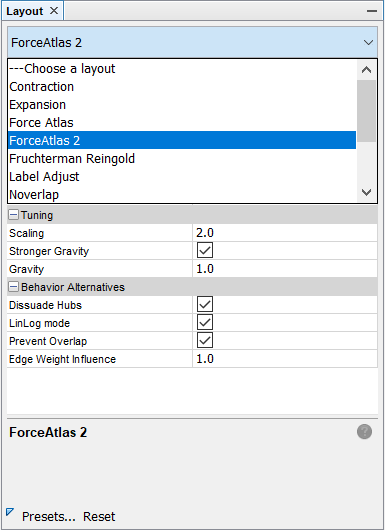 Layout ×
ForceAtlas 2
---Choose a layout
Contraction
Expansion
Force Atlas
ForceAtlas 2
Fruchterman Reingold
Label Adjust
Noverlap
Tuning
Scaling 2.0
Stronger Gravity
Gravity 1.0
Behavior Alternatives
Dissuade Hubs
LinLog mode
Prevent Overlap
Edge Weight Influence 1.0
ForceAtlas 2 ?
Presets... Reset